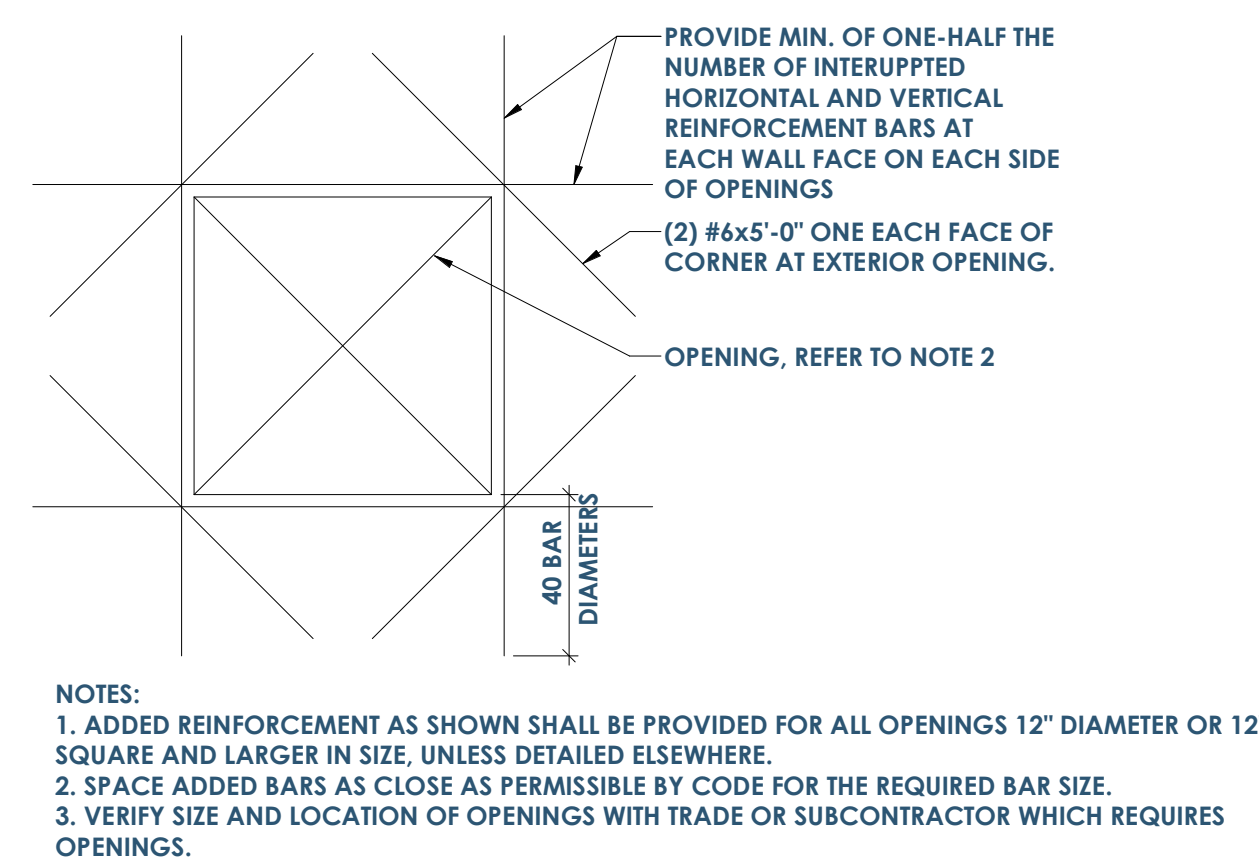 PROVIDE MIN. OF ONE-HALF THE
NUMBER OF INTERUPPTED
HORIZONTAL AND VERTICAL
REINFORCEMENT BARS AT
EACH WALL FACE ON EACH SIDE
OF OPENINGS
(2) #6x5'-0" ONE EACH FACE OF
CORNER AT EXTERIOR OPENING.
OPENING, REFER TO NOTE 2
40 BAR
DIAMETERS
NOTES:
1. ADDED REINFORCEMENT AS SHOWN SHALL BE PROVIDED FOR ALL OPENINGS 12" DIAMETER OR 12
SQUARE AND LARGER IN SIZE, UNLESS DETAILED ELSEWHERE.
2. SPACE ADDED BARS AS CLOSE AS PERMISSIBLE BY CODE FOR THE REQUIRED BAR SIZE.
3. VERIFY SIZE AND LOCATION OF OPENINGS WITH TRADE OR SUBCONTRACTOR WHICH REQUIRES
OPENINGS.